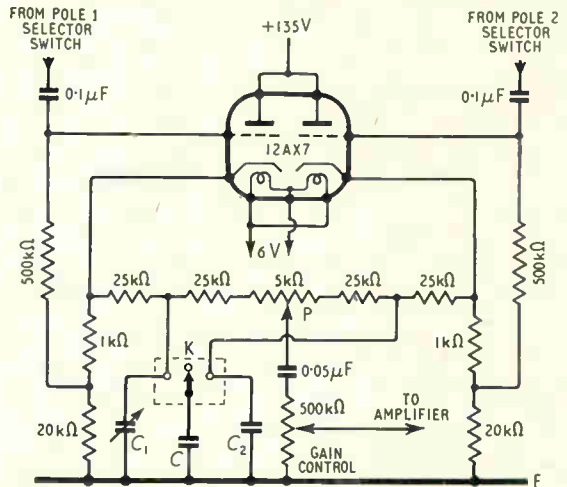 FROM POLE 1
SELECTOR
SWITCH
FROM POLE 2
SELECTOR
SWITCH
+135V
0·1μF
0·1μF
12AX7
500kΩ
500kΩ
6V
25kΩ
25kΩ
5kΩ
25kΩ
25kΩ
P
1kΩ
K
1kΩ
0·05μF
500kΩ
TO
AMPLIFIER
20kΩ
C1
C
C2
GAIN
CONTROL
20kΩ
E